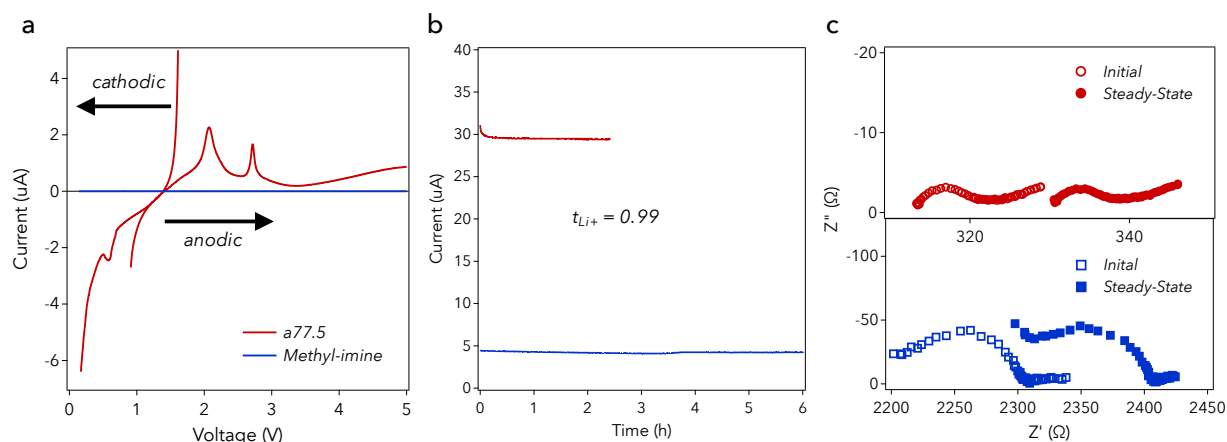 a
cathodic
anodic
a77.5
Methyl-imine
4
2
0
-2
-4
-6
Current (uA)
0
1
2
3
4
5
Voltage (V)
b
t_Li+ = 0.99
40
35
30
25
20
15
10
5
0
Current (uA)
0
1
2
3
4
5
6
Time (h)
c
Initial
Steady-State
-20
-10
0
Z" (Ω)
320
340
Inital
Steady-State
-100
-50
0
2200
2250
2300
2350
2400
2450
Z' (Ω)